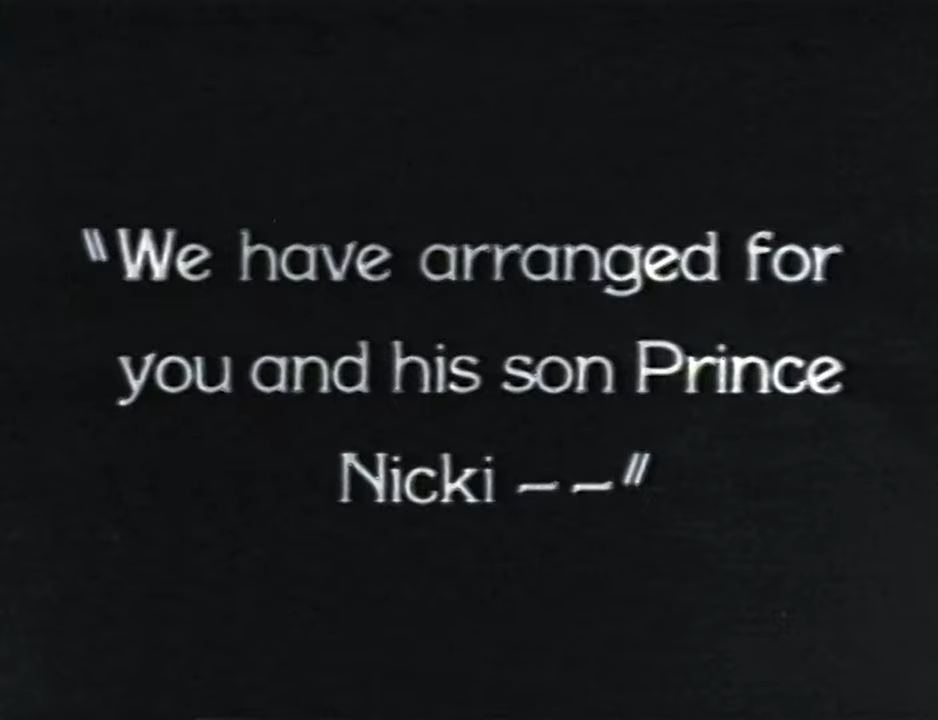 "We have arranged for
you and his son Prince
Nicki – –"